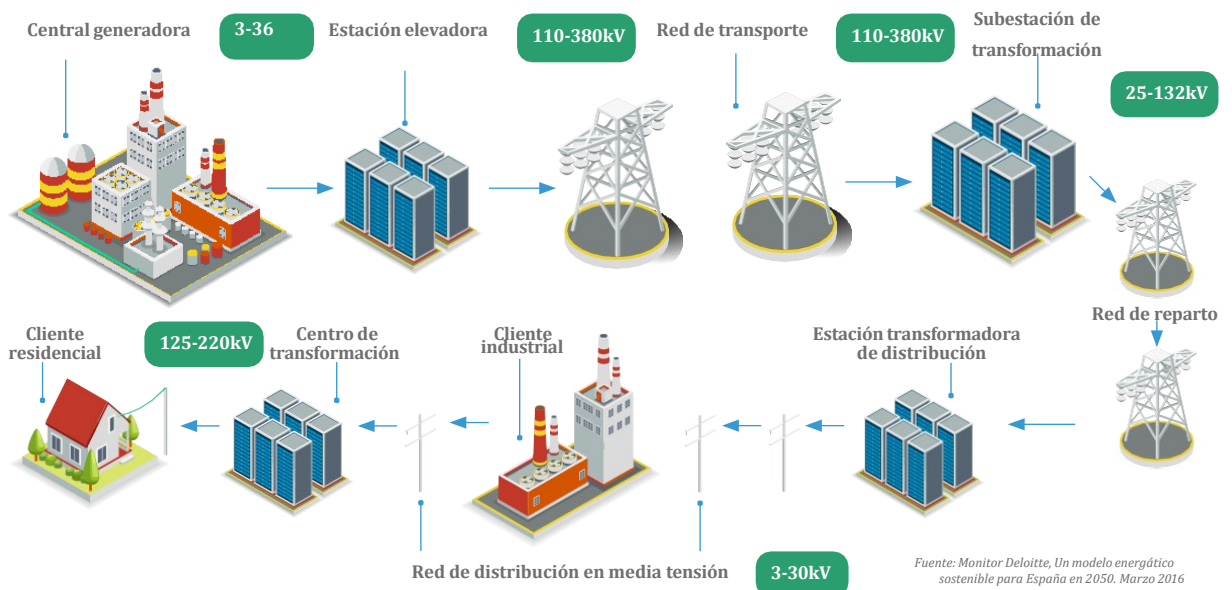 Central generadora
3-36
Estación elevadora
110-380kV
Red de transporte
110-380kV
Subestación de
transformación
25-132kV
Red de reparto
Cliente
residencial
125-220kV
Centro de
transformación
Cliente
industrial
Estación transformadora
de distribución
Red de distribución en media tensión
3-30kV
Fuente: Monitor Deloitte, Un modelo energético
sostenible para España en 2050. Marzo 2016